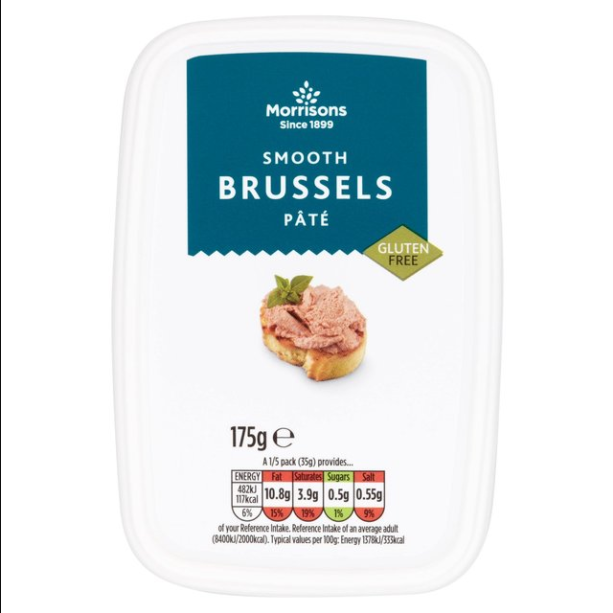 Morrisons
Since 1899
SMOOTH
BRUSSELS
PÂTÉ
GLUTEN
FREE
175g ℮
A 1/5 pack (35g) provides...
ENERGY Fat Saturates Sugars Salt
482kJ
117kcal 10.8g 3.9g 0.5g 0.55g
6% 15% 19% 1% 9%
of your Reference Intake. Reference Intake of an average adult
(8400kJ/2000kcal). Typical values per 100g: Energy 1378kJ/333kcal